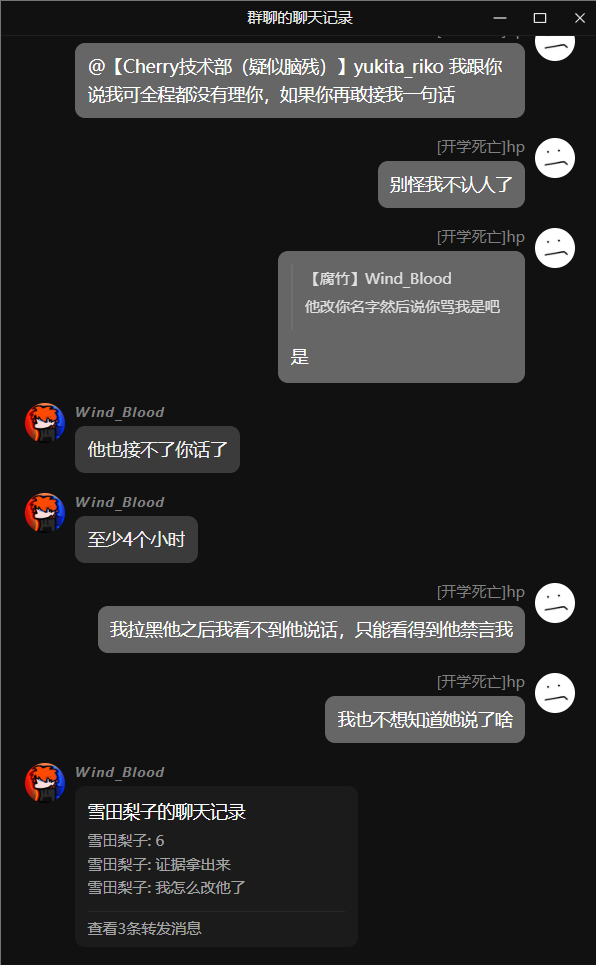 群聊的聊天记录
@【Cherry技术部（疑似脑残）】yukita_riko 我跟你
说我可全程都没有理你，如果你再敢接我一句话
[开学死亡]hp
别怪我不认人了
[开学死亡]hp
【腐竹】Wind_Blood
他改你名字然后说你骂我是吧
是
Wind_Blood
他也接不了你话了
Wind_Blood
至少4个小时
[开学死亡]hp
我拉黑他之后我看不到他说话，只能看得到他禁言我
[开学死亡]hp
我也不想知道她说了啥
Wind_Blood
雪田梨子的聊天记录
雪田梨子: 6
雪田梨子: 证据拿出来
雪田梨子: 我怎么改他了
查看3条转发消息